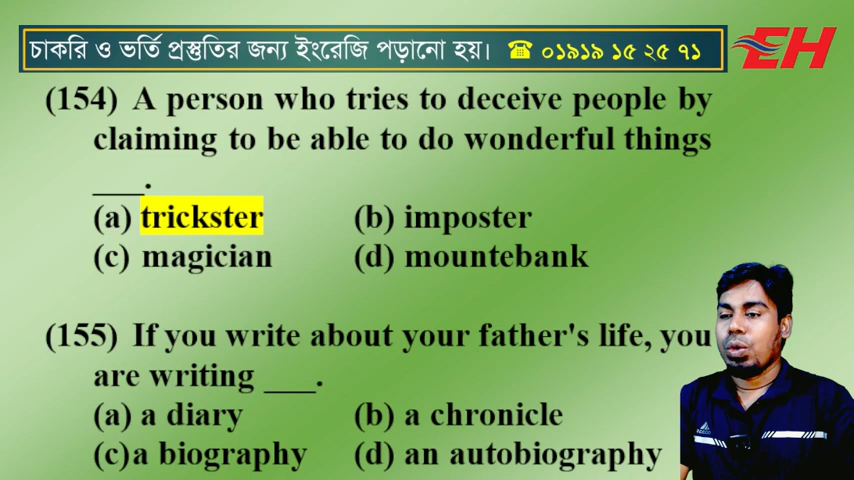 চাকরি ও ভর্তি প্রস্তুতির জন্য ইংরেজি পড়ানো হয়। ☎ ০১৯১৯ ১৫ ২৫ ৭১
EH
(154) A person who tries to deceive people by
claiming to be able to do wonderful things
___.
(a) trickster (b) imposter
(c) magician (d) mountebank
(155) If you write about your father's life, you
are writing ___.
(a) a diary (b) a chronicle
(c)a biography (d) an autobiography